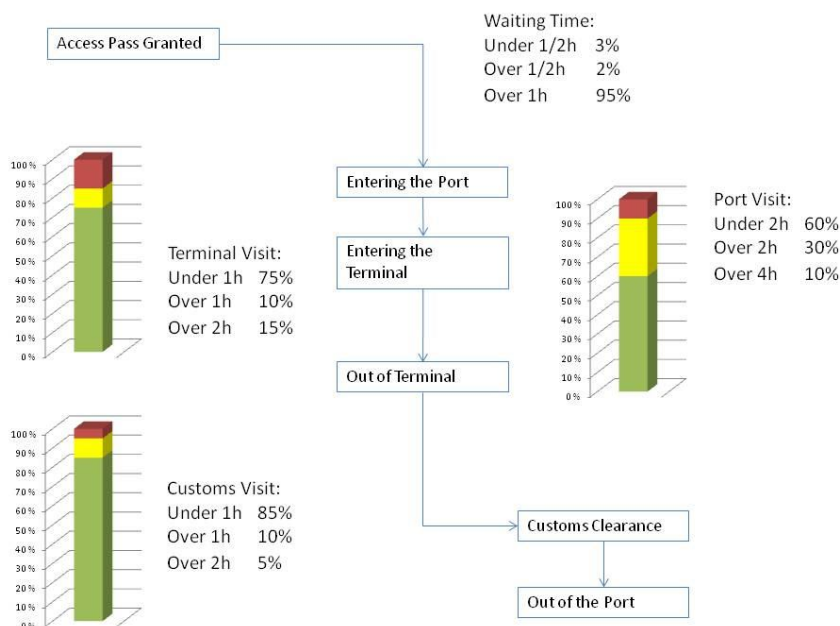 Access Pass Granted
Waiting Time:
Under 1/2h 3%
Over 1/2h 2%
Over 1h 95%
Entering the Port
Entering the
Terminal
Out of Terminal
Customs Clearance
Out of the Port
100 %
90 %
80 %
70 %
60 %
50 %
40 %
30 %
20 %
10 %
0 %
Terminal Visit:
Under 1h 75%
Over 1h 10%
Over 2h 15%
100 %
90 %
80 %
70 %
60 %
50 %
40 %
30 %
20 %
10 %
0 %
Port Visit:
Under 2h 60%
Over 2h 30%
Over 4h 10%
100 %
90 %
80 %
70 %
60 %
50 %
40 %
30 %
20 %
10 %
0 %
Customs Visit:
Under 1h 85%
Over 1h 10%
Over 2h 5%